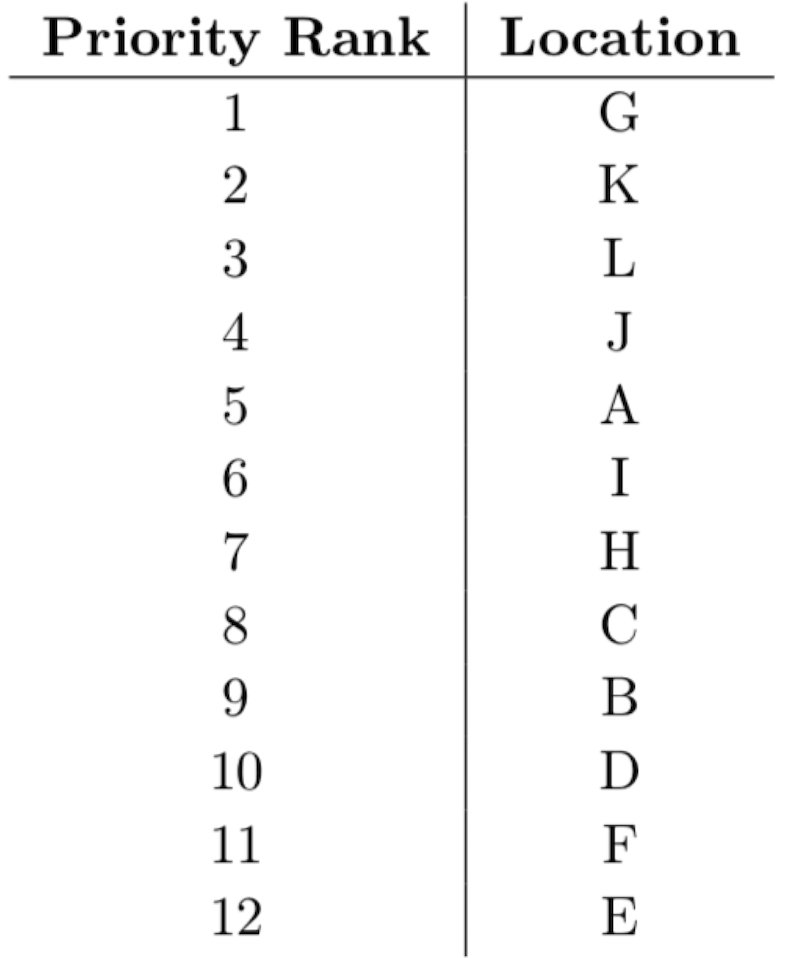 Priority Rank Location
1 G
2 K
3 L
4 J
5 A
6 I
7 H
8 C
9 B
10 D
11 F
12 E